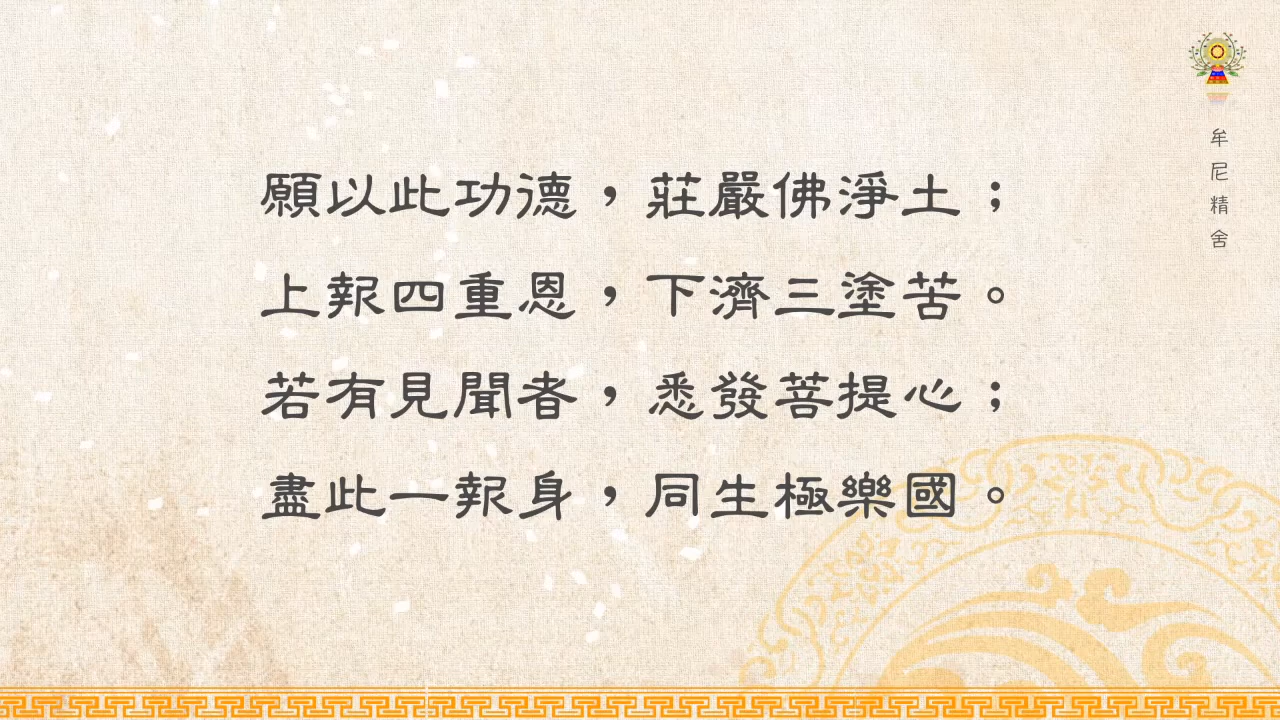 願以此功德，莊嚴佛淨土；
上報四重恩，下濟三塗苦。
若有見聞者，悉發菩提心；
盡此一報身，同生極樂國。
牟尼精舍